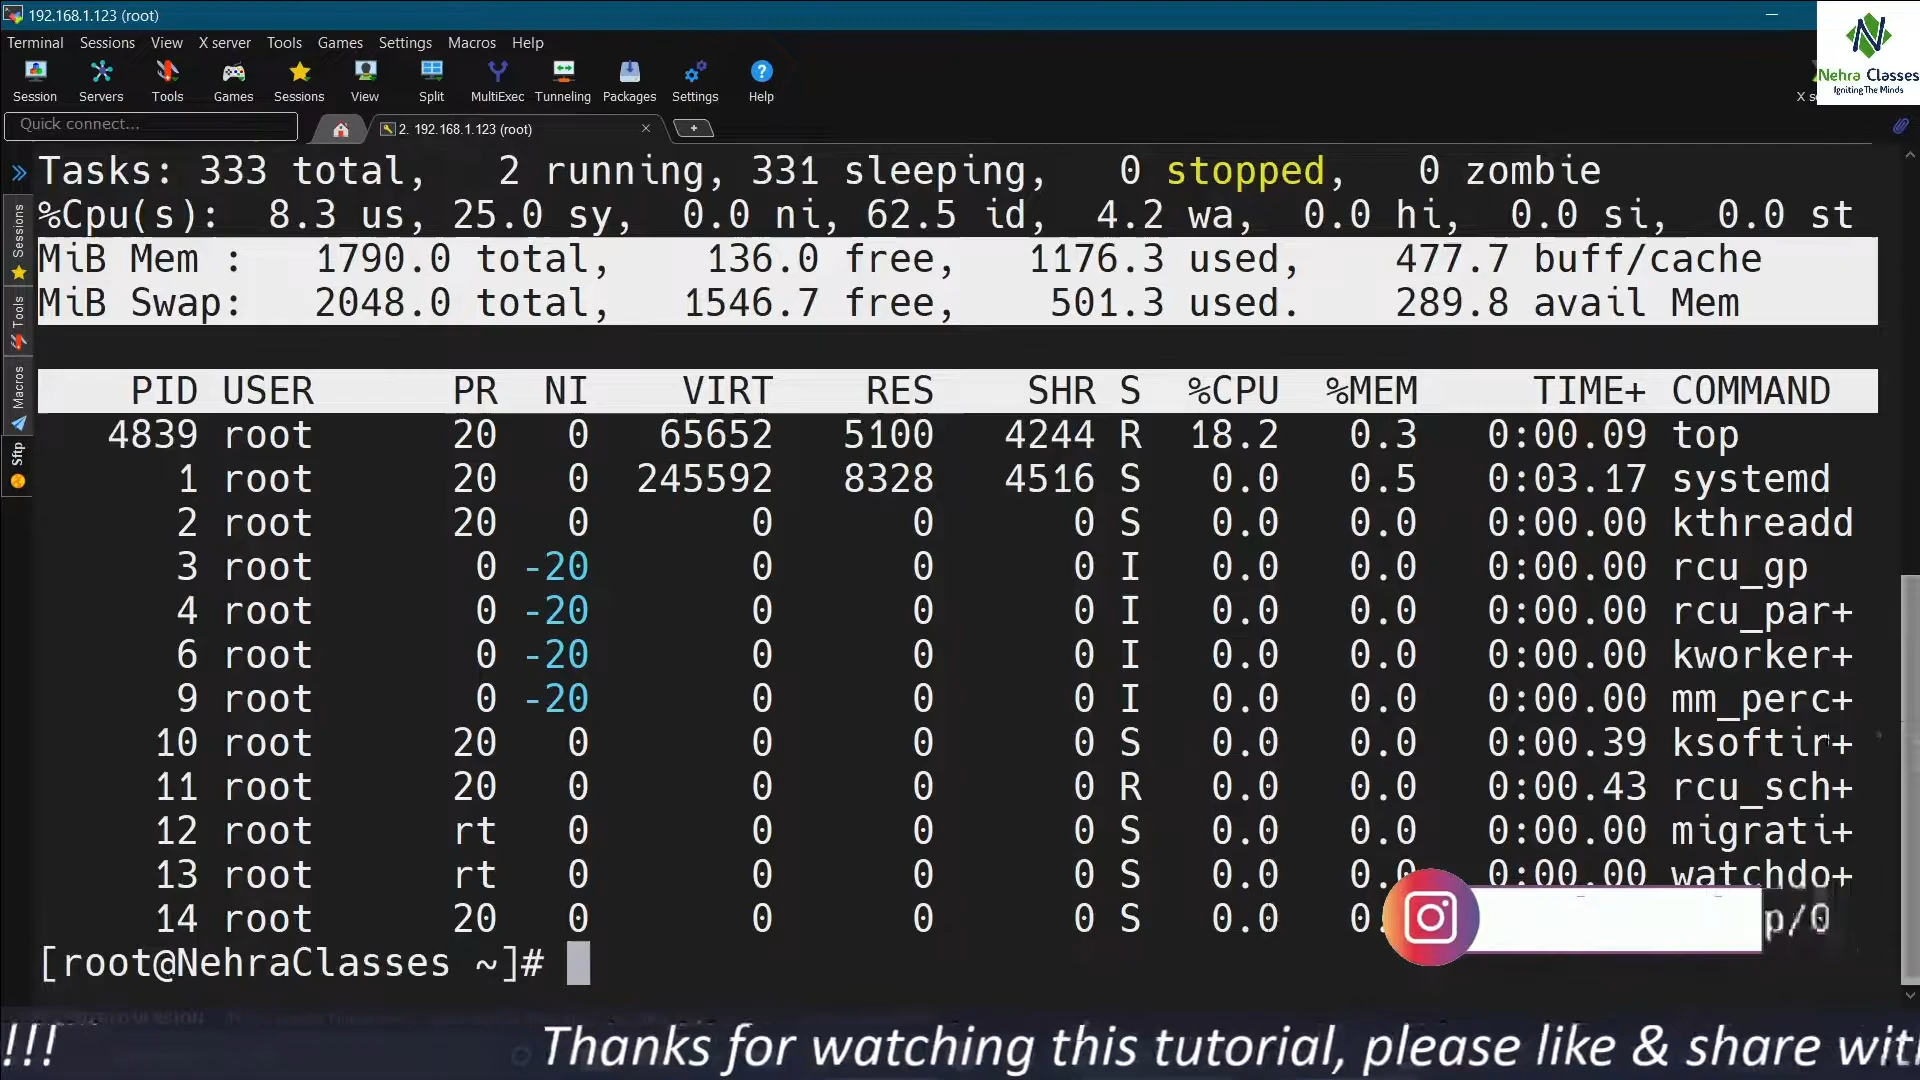 192.168.1.123 (root)
Terminal Sessions View X server Tools Games Settings Macros Help
Session Servers Tools Games Sessions View Split MultiExec Tunneling Packages Settings Help
X se
Nehra Classes
Igniting The Minds
Quick connect...
2. 192.168.1.123 (root)
Sessions
Tools
Macros
Sftp
Tasks: 333 total, 2 running, 331 sleeping, 0 stopped, 0 zombie
%Cpu(s): 8.3 us, 25.0 sy, 0.0 ni, 62.5 id, 4.2 wa, 0.0 hi, 0.0 si, 0.0 st
MiB Mem : 1790.0 total, 136.0 free, 1176.3 used, 477.7 buff/cache
MiB Swap: 2048.0 total, 1546.7 free, 501.3 used. 289.8 avail Mem
PID USER PR NI VIRT RES SHR S %CPU %MEM TIME+ COMMAND
4839 root 20 0 65652 5100 4244 R 18.2 0.3 0:00.09 top
1 root 20 0 245592 8328 4516 S 0.0 0.5 0:03.17 systemd
2 root 20 0 0 0 0 S 0.0 0.0 0:00.00 kthreadd
3 root 0 -20 0 0 0 I 0.0 0.0 0:00.00 rcu_gp
4 root 0 -20 0 0 0 I 0.0 0.0 0:00.00 rcu_par+
6 root 0 -20 0 0 0 I 0.0 0.0 0:00.00 kworker+
9 root 0 -20 0 0 0 I 0.0 0.0 0:00.00 mm_perc+
10 root 20 0 0 0 0 S 0.0 0.0 0:00.39 ksoftir+
11 root 20 0 0 0 0 R 0.0 0.0 0:00.43 rcu_sch+
12 root rt 0 0 0 0 S 0.0 0.0 0:00.00 migrati+
13 root rt 0 0 0 0 S 0.0 0.0 0:00.00 watchdo+
14 root 20 0 0 0 0 S 0.0 0. p/0
[root@NehraClasses ~]#
!!! Thanks for watching this tutorial, please like & share wit